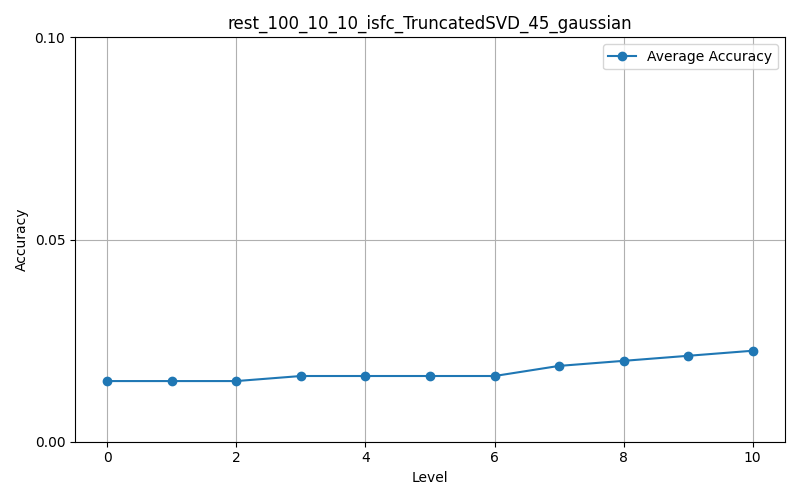 rest_100_10_10_isfc_TruncatedSVD_45_gaussian
Average Accuracy
0.10
0.05
0.00
Accuracy
0 2 4 6 8 10
Level